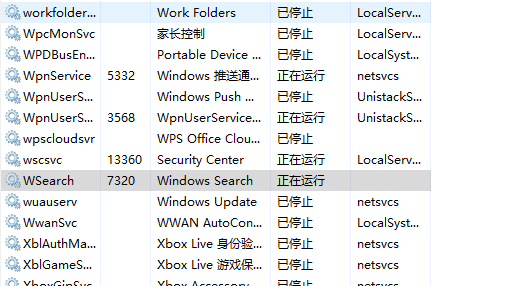 workfolder... Work Folders 已停止 LocalServ...
WpcMonSvc 家长控制 已停止 LocalServ...
WPDBusEn... Portable Device ... 已停止 LocalSyst...
WpnService 5332 Windows 推送通... 正在运行 netsvcs
WpnUserS... Windows Push ... 已停止 UnistackS...
WpnUserS... 3568 WpnUserService... 正在运行 UnistackS...
wpscloudsvr WPS Office Clou... 已停止
wscsvc 13360 Security Center 正在运行 LocalServ...
WSearch 7320 Windows Search 正在运行
wuauserv Windows Update 已停止 netsvcs
WwanSvc WWAN AutoCon... 已停止 LocalSyst...
XblAuthMa... Xbox Live 身份验... 已停止 netsvcs
XblGameS... Xbox Live 游戏保... 已停止 netsvcs
XboxGipSvc Xbox Accessory ... 已停止 netsvcs